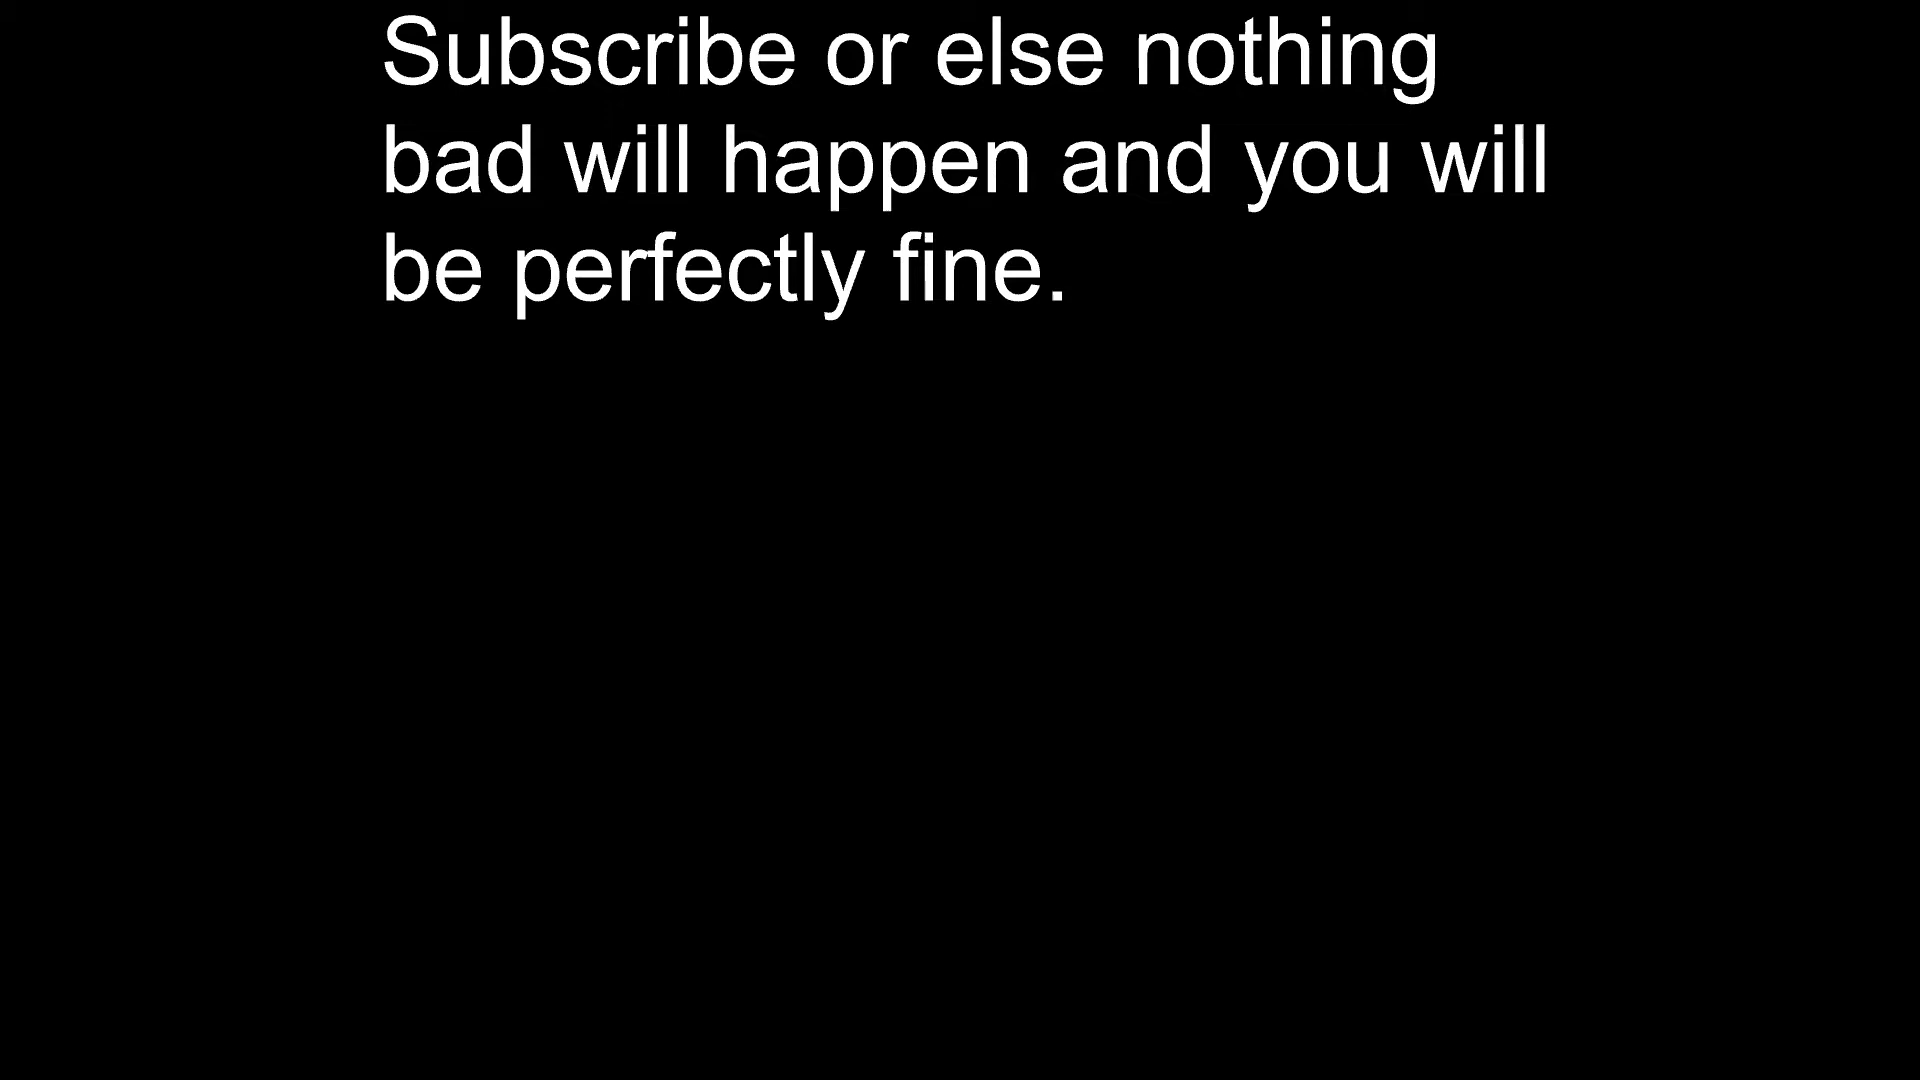 Subscribe or else nothing
bad will happen and you will
be perfectly fine.